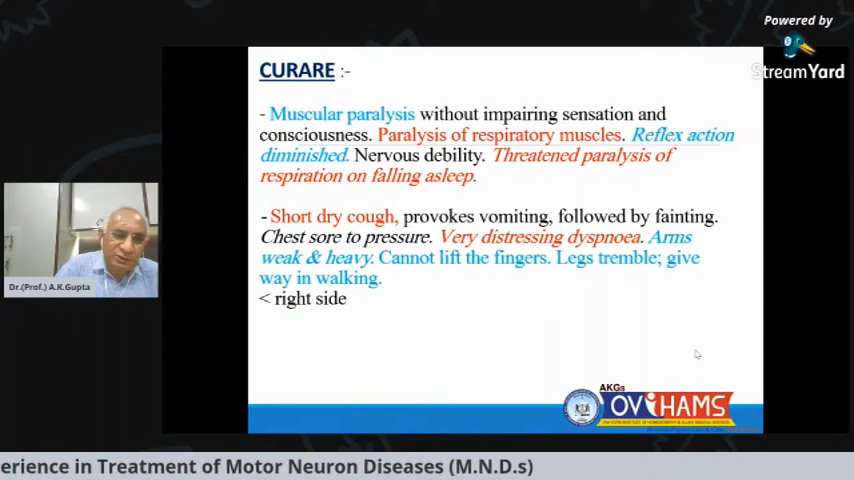 Powered by
StreamYard
CURARE :-
- Muscular paralysis without impairing sensation and
consciousness. Paralysis of respiratory muscles. Reflex action
diminished. Nervous debility. Threatened paralysis of
respiration on falling asleep.
- Short dry cough, provokes vomiting, followed by fainting.
Chest sore to pressure. Very distressing dyspnoea. Arms
weak & heavy. Cannot lift the fingers. Legs tremble; give
way in walking.
< right side
Dr.(Prof.) A.K.Gupta
AKGs
OViHAMS
erience in Treatment of Motor Neuron Diseases (M.N.D.s)